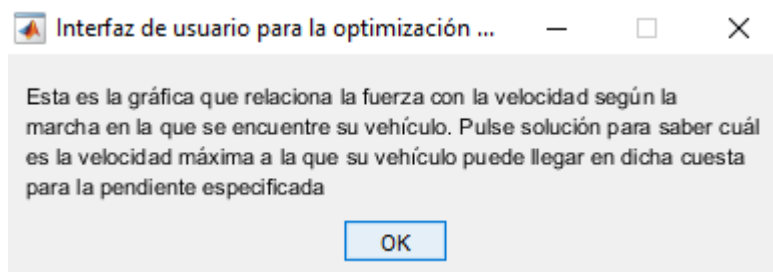 Interfaz de usuario para la optimización ...
Esta es la gráfica que relaciona la fuerza con la velocidad según la
marcha en la que se encuentre su vehículo. Pulse solución para saber cuál
es la velocidad máxima a la que su vehículo puede llegar en dicha cuesta
para la pendiente especificada
OK